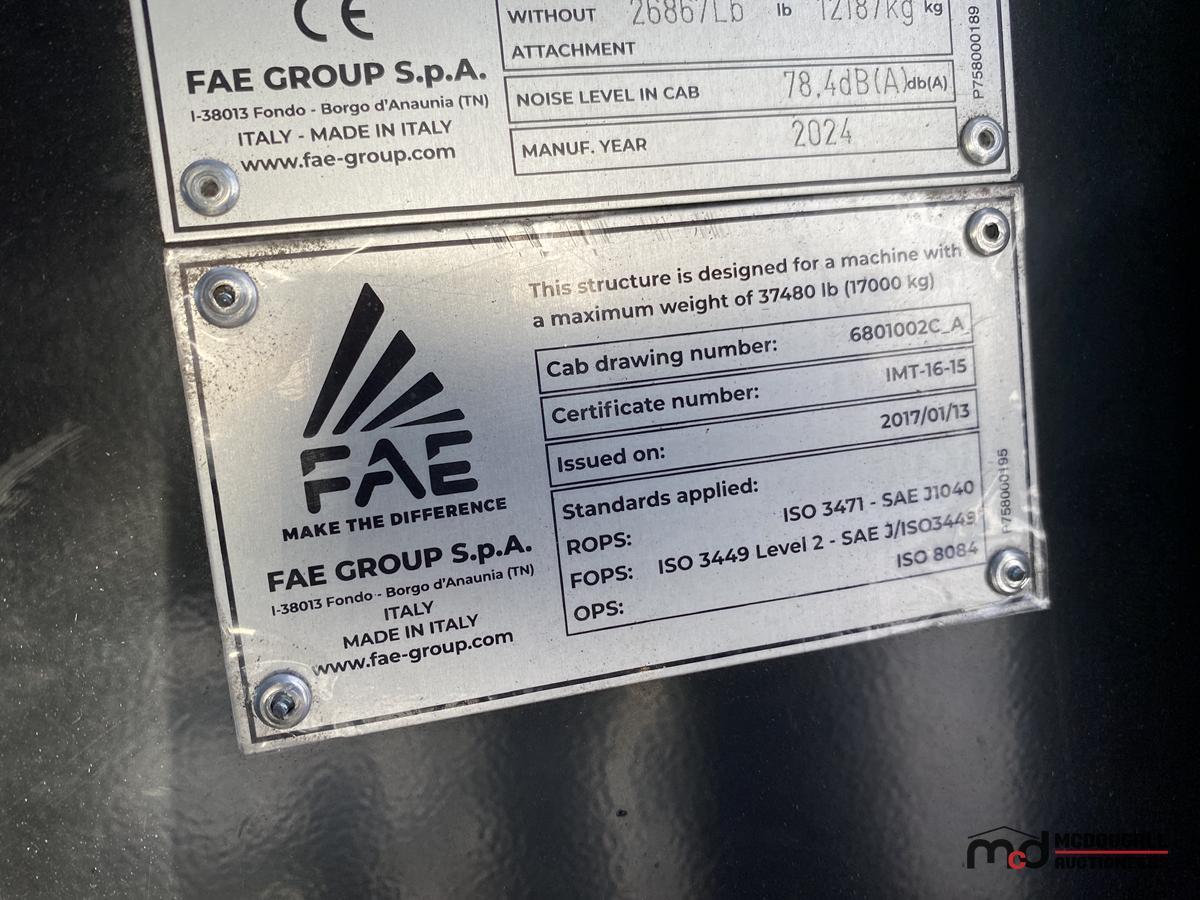 CE
FAE GROUP S.p.A.
I-38013 Fondo - Borgo d'Anaunia (TN)
ITALY - MADE IN ITALY
www.fae-group.com
WITHOUT 26867Lb lb 12187kg kg
ATTACHMENT
NOISE LEVEL IN CAB 78,4dB(A) db(A)
MANUF. YEAR 2024
P758000189
FAE
MAKE THE DIFFERENCE
FAE GROUP S.p.A.
I-38013 Fondo - Borgo d'Anaunia (TN)
ITALY
MADE IN ITALY
www.fae-group.com
This structure is designed for a machine with
a maximum weight of 37480 lb (17000 kg)
Cab drawing number: 6801002C_A
Certificate number: IMT-16-15
Issued on: 2017/01/13
Standards applied:
ROPS: ISO 3471 - SAE J1040
FOPS: ISO 3449 Level 2 - SAE J/ISO3449
OPS: ISO 8084
P758000195
mcd
MCDOUGALL
AUCTIONEERS